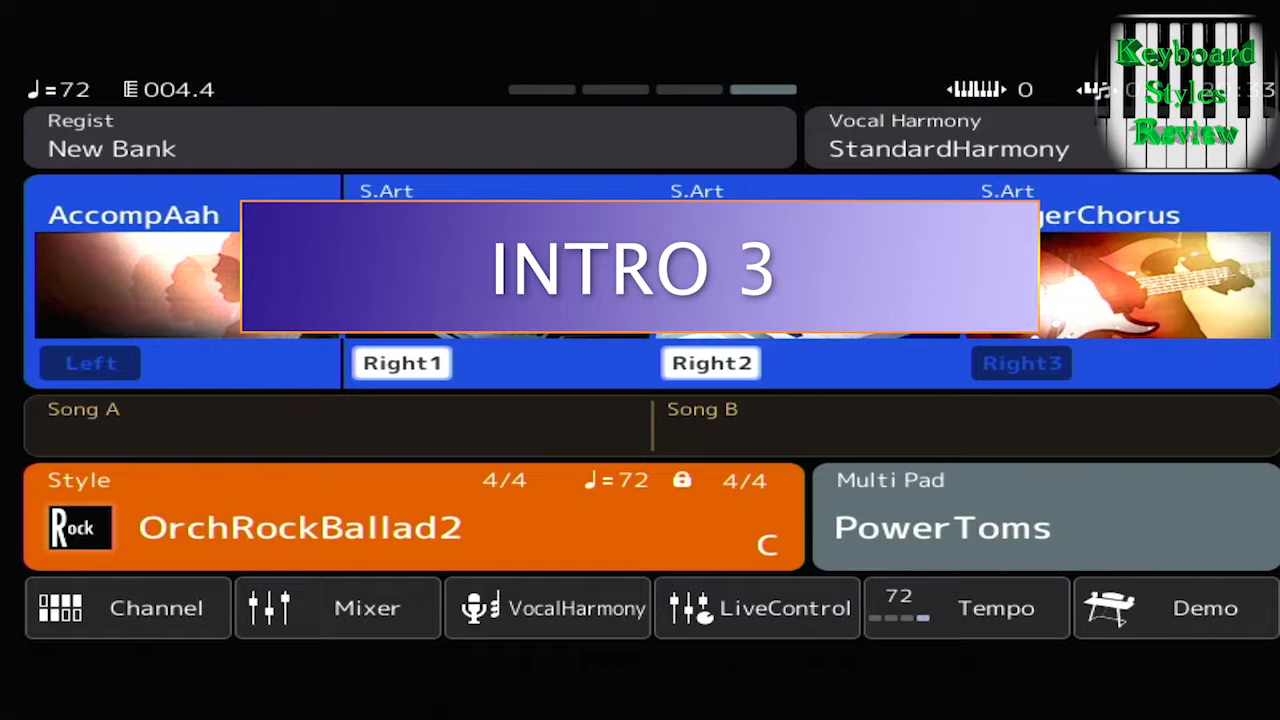 ♩=72 004.4 0
Keyboard
Styles
Review
Regist
New Bank
Vocal Harmony
StandardHarmony
AccompAah
S.Art
S.Art
S.Art
gerChorus
INTRO 3
Left
Right1
Right2
Right3
Song A
Song B
Style 4/4 ♩=72 4/4
Rock
OrchRockBallad2
C
Multi Pad
PowerToms
Channel
Mixer
VocalHarmony
LiveControl
72
Tempo
Demo